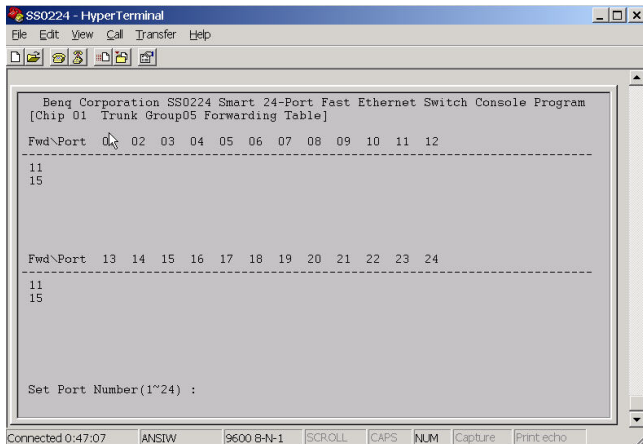 SS0224 - HyperTerminal
File Edit View Call Transfer Help
Benq Corporation SS0224 Smart 24-Port Fast Ethernet Switch Console Program
[Chip 01 Trunk Group05 Forwarding Table]
Fwd\Port 02 03 04 05 06 07 08 09 10 11 12
-----------------------------------------------------------------------------
11
15
Fwd\Port 13 14 15 16 17 18 19 20 21 22 23 24
-----------------------------------------------------------------------------
11
15
Set Port Number(1~24) :
Connected 0:47:07 ANSIW 9600 8-N-1 SCROLL CAPS NUM Capture Print echo